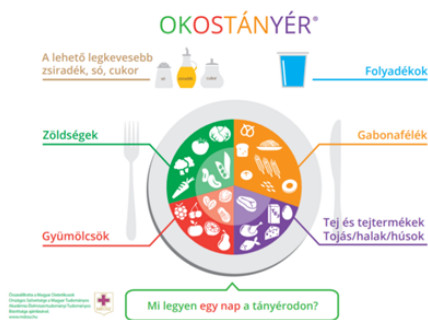 OKOSTÁNYÉR®
A lehető legkevesebb
zsiradék, só, cukor
Folyadékok
Zöldségek
Gabonafélék
Gyümölcsök
Tej és tejtermékek
Tojás/halak/húsok
Mi legyen egy nap a tányérodon?